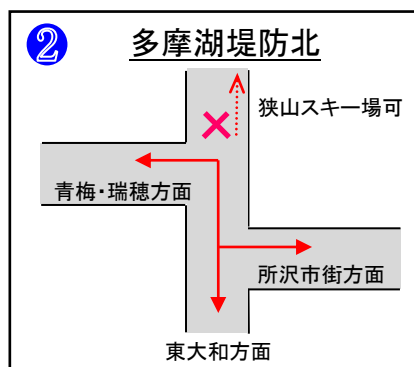 ❷ 多摩湖堤防北
狭山スキー場可
青梅・瑞穂方面
所沢市街方面
東大和方面